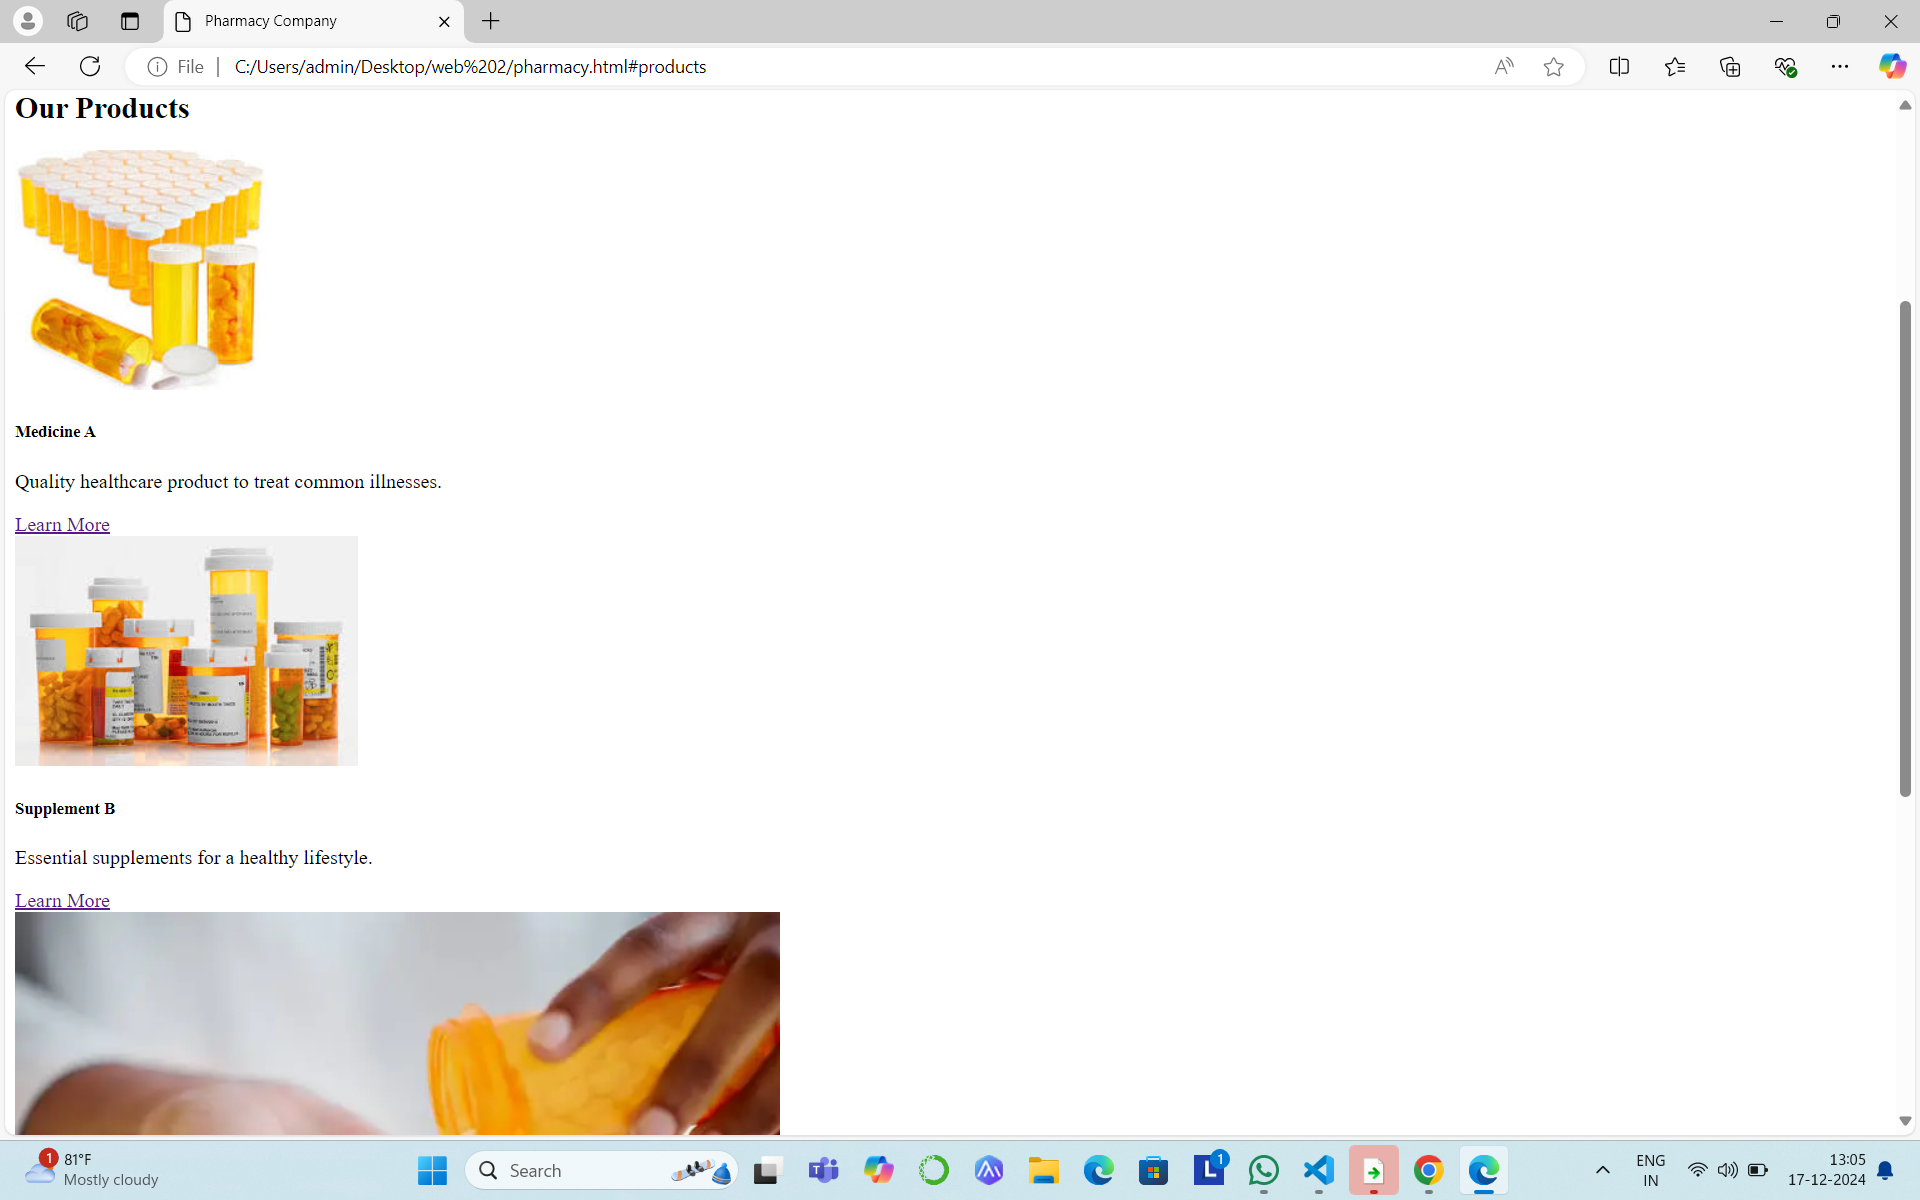 Pharmacy Company
File
C:/Users/admin/Desktop/web%202/pharmacy.html#products
Our Products
Medicine A
Quality healthcare product to treat common illnesses.
Learn More
Supplement B
Essential supplements for a healthy lifestyle.
Learn More
1
81°F
Mostly cloudy
Search
L
1
ENG
IN
13:05
17-12-2024